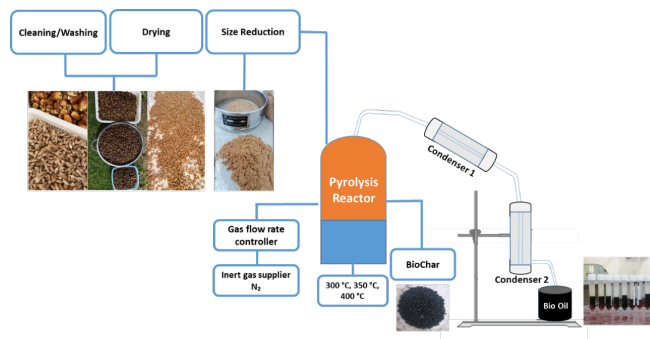 Cleaning/Washing
Drying
Size Reduction
Pyrolysis
Reactor
Condenser 1
Gas flow rate
controller
Inert gas supplier
N₂
300 °C, 350 °C,
400 °C
BioChar
Condenser 2
Bio Oil